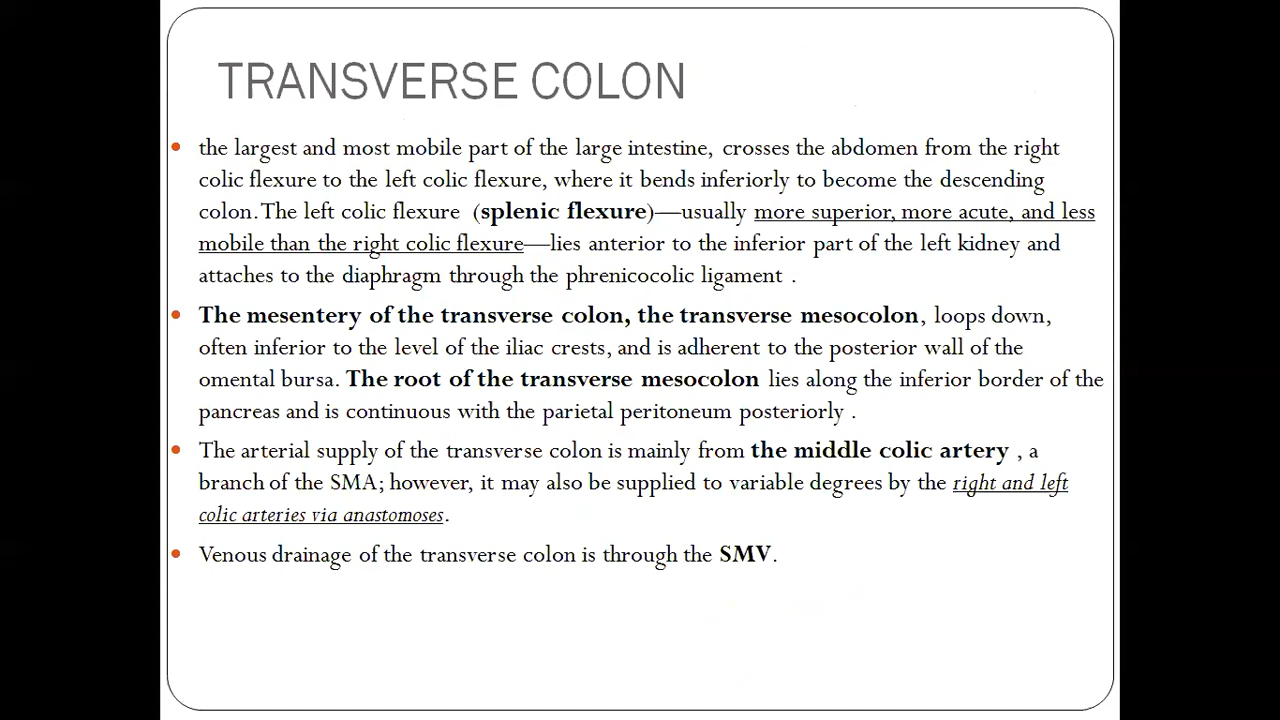 TRANSVERSE COLON
• the largest and most mobile part of the large intestine, crosses the abdomen from the right
colic flexure to the left colic flexure, where it bends inferiorly to become the descending
colon. The left colic flexure (splenic flexure)—usually more superior, more acute, and less
mobile than the right colic flexure—lies anterior to the inferior part of the left kidney and
attaches to the diaphragm through the phrenicocolic ligament .
• The mesentery of the transverse colon, the transverse mesocolon, loops down,
often inferior to the level of the iliac crests, and is adherent to the posterior wall of the
omental bursa. The root of the transverse mesocolon lies along the inferior border of the
pancreas and is continuous with the parietal peritoneum posteriorly .
• The arterial supply of the transverse colon is mainly from the middle colic artery , a
branch of the SMA; however, it may also be supplied to variable degrees by the right and left
colic arteries via anastomoses.
• Venous drainage of the transverse colon is through the SMV.